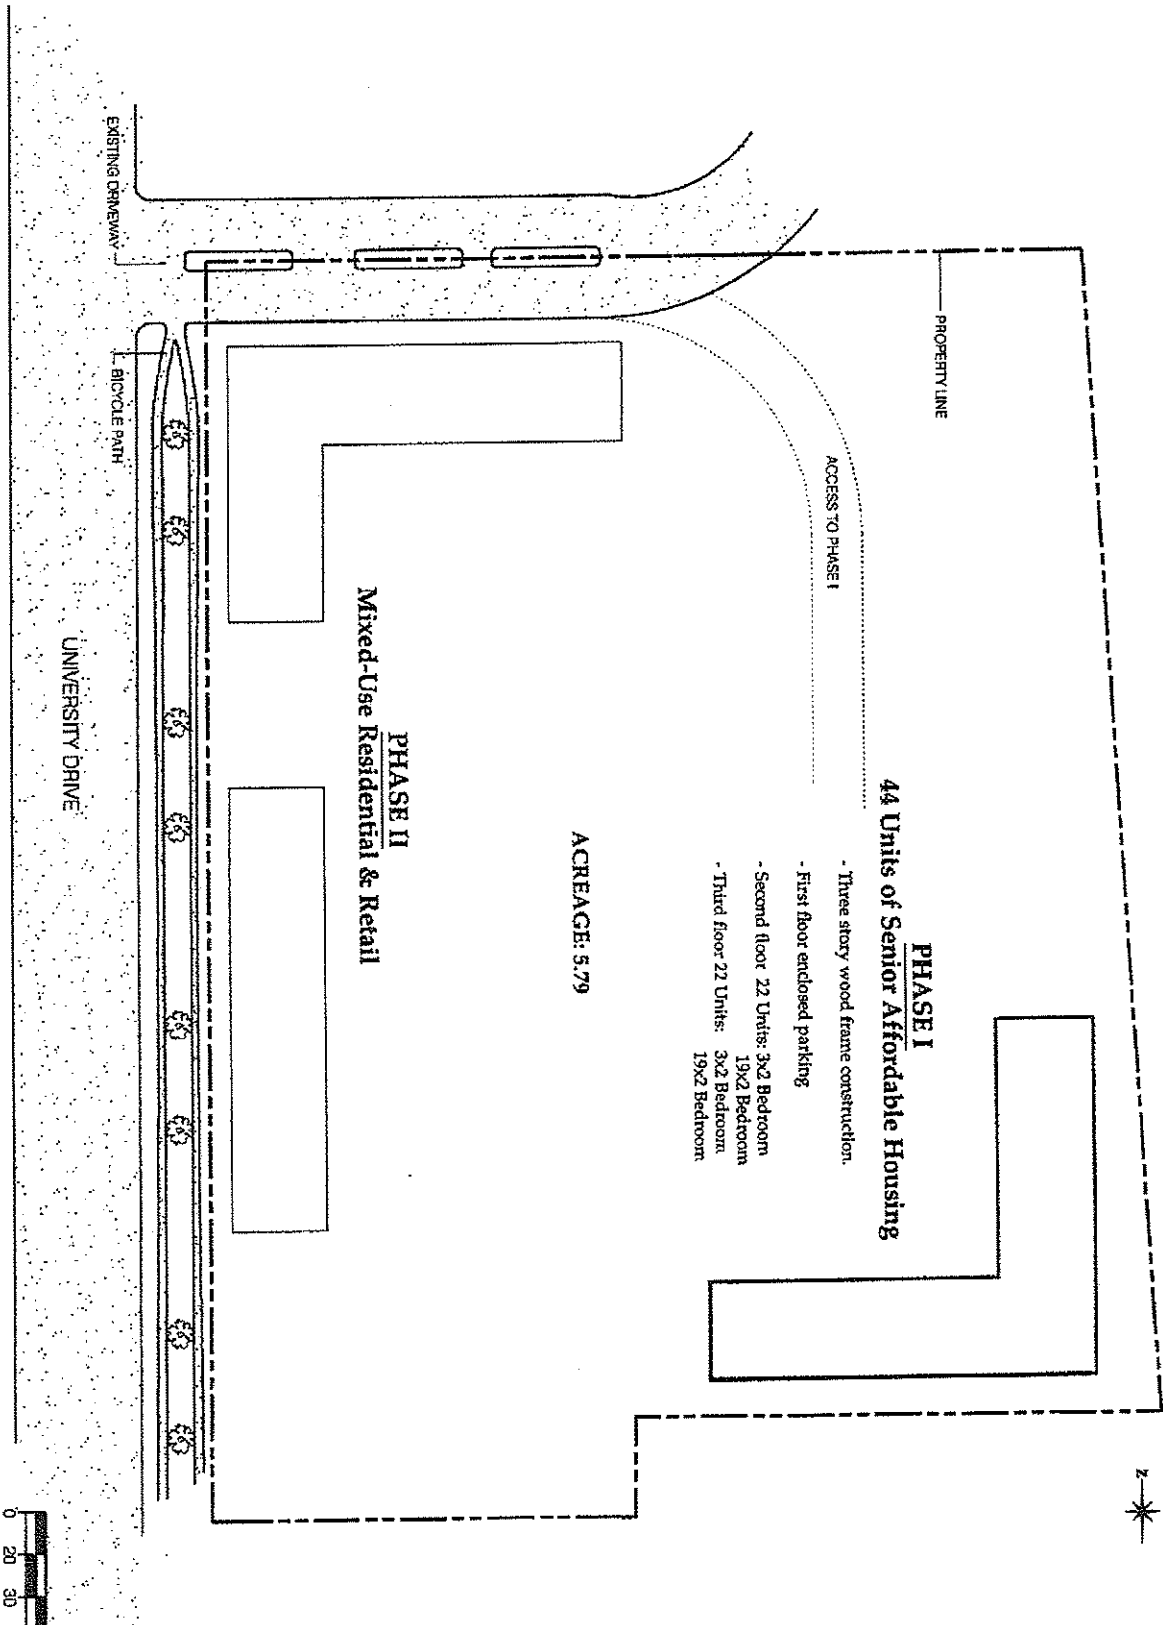 PROPERTY LINE
ACCESS TO PHASE I
PHASE I
44 Units of Senior Affordable Housing
- Three story wood frame construction.
- First floor enclosed parking
- Second floor 22 Units: 3x2 Bedroom
19x2 Bedroom
- Third floor 22 Units: 3x2 Bedroom
19x2 Bedroom
ACREAGE: 5.79
PHASE II
Mixed-Use Residential & Retail
EXISTING DRIVEWAY
BICYCLE PATH
UNIVERSITY DRIVE
N
0 20 30